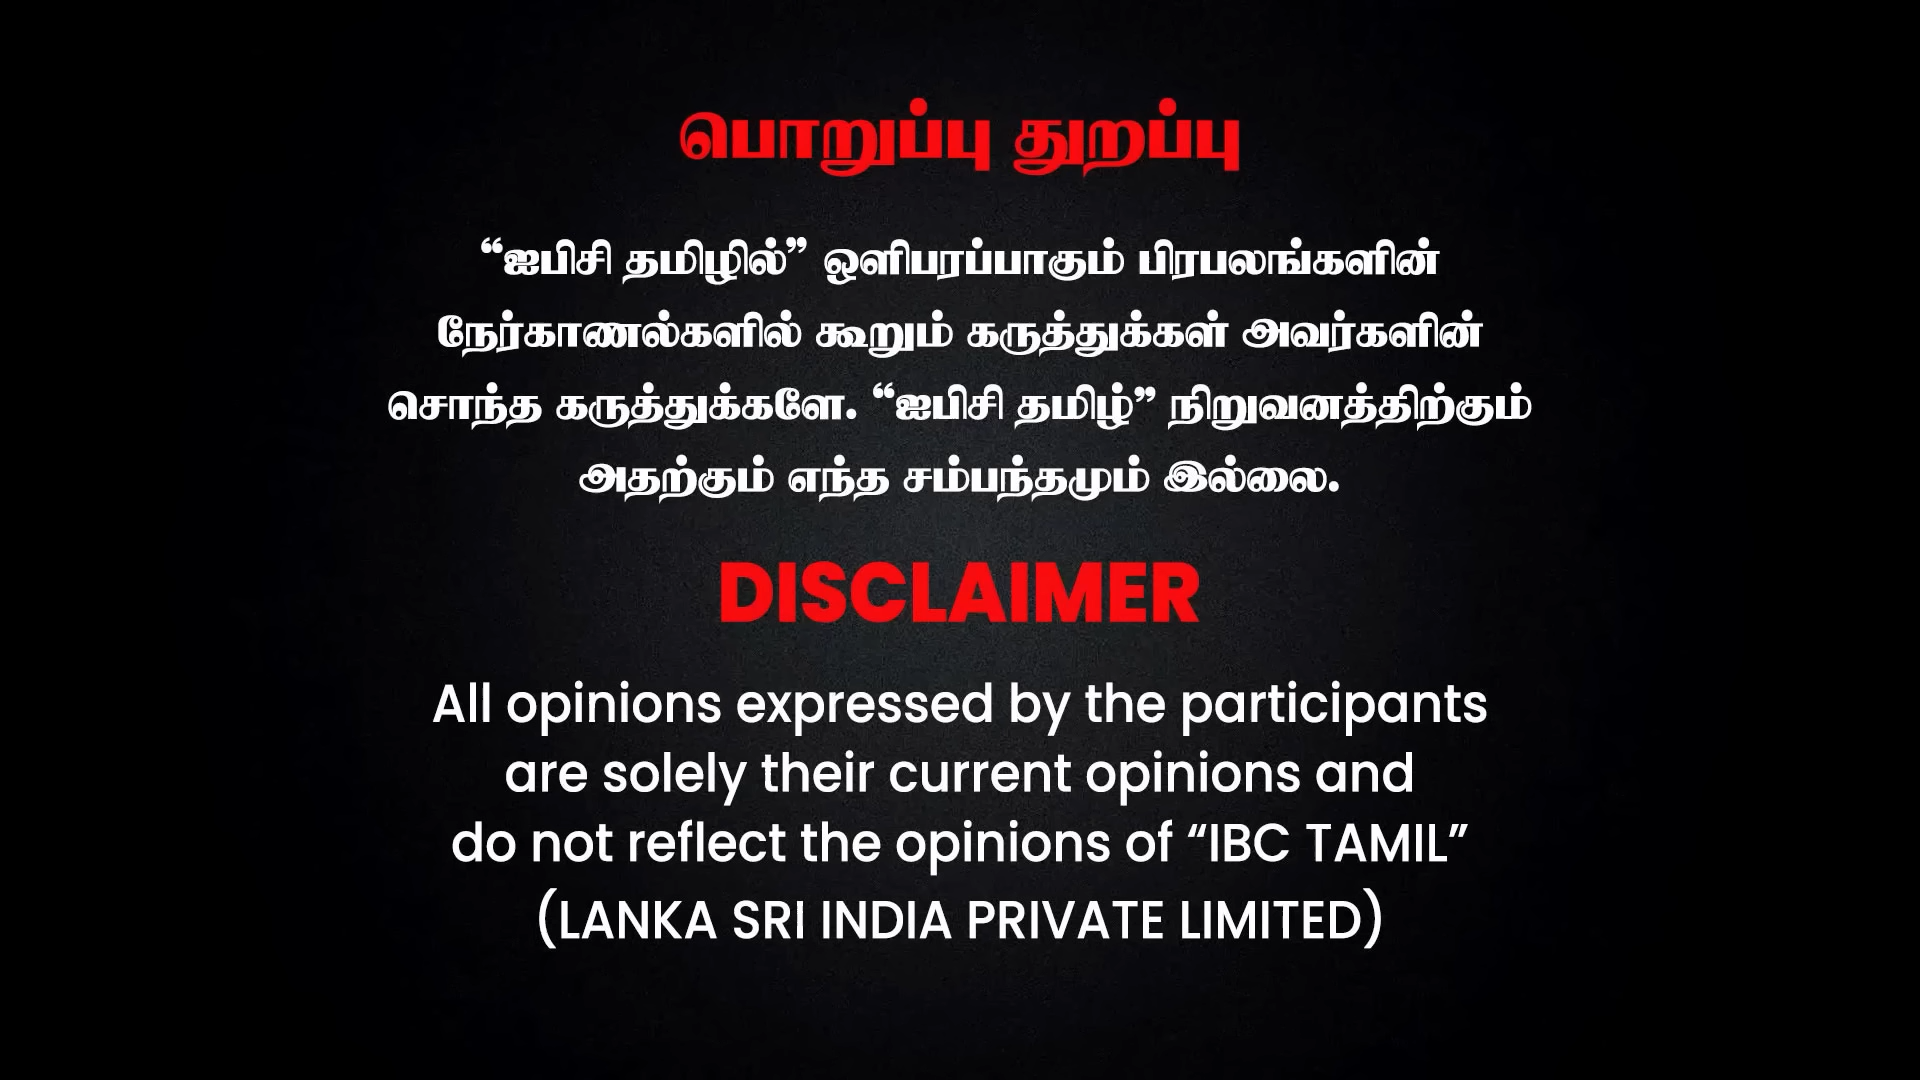 பொறுப்பு துறப்பு
“ஐபிசி தமிழில்” ஒளிபரப்பாகும் பிரபலங்களின்
நேர்காணல்களில் கூறும் கருத்துக்கள் அவர்களின்
சொந்த கருத்துக்களே. “ஐபிசி தமிழ்” நிறுவனத்திற்கும்
அதற்கும் எந்த சம்பந்தமும் இல்லை.
DISCLAIMER
All opinions expressed by the participants
are solely their current opinions and
do not reflect the opinions of “IBC TAMIL”
(LANKA SRI INDIA PRIVATE LIMITED)